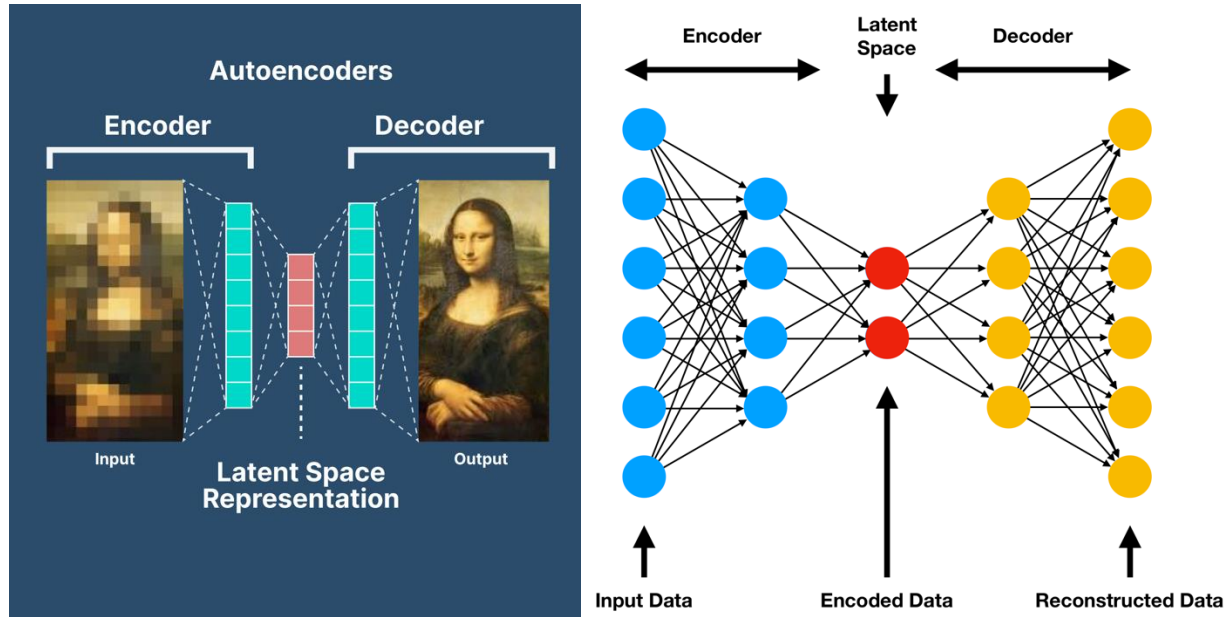 Autoencoders
Encoder
Decoder
Input
Output
Latent Space
Representation
Encoder
Latent
Space
Decoder
Input Data
Encoded Data
Reconstructed Data